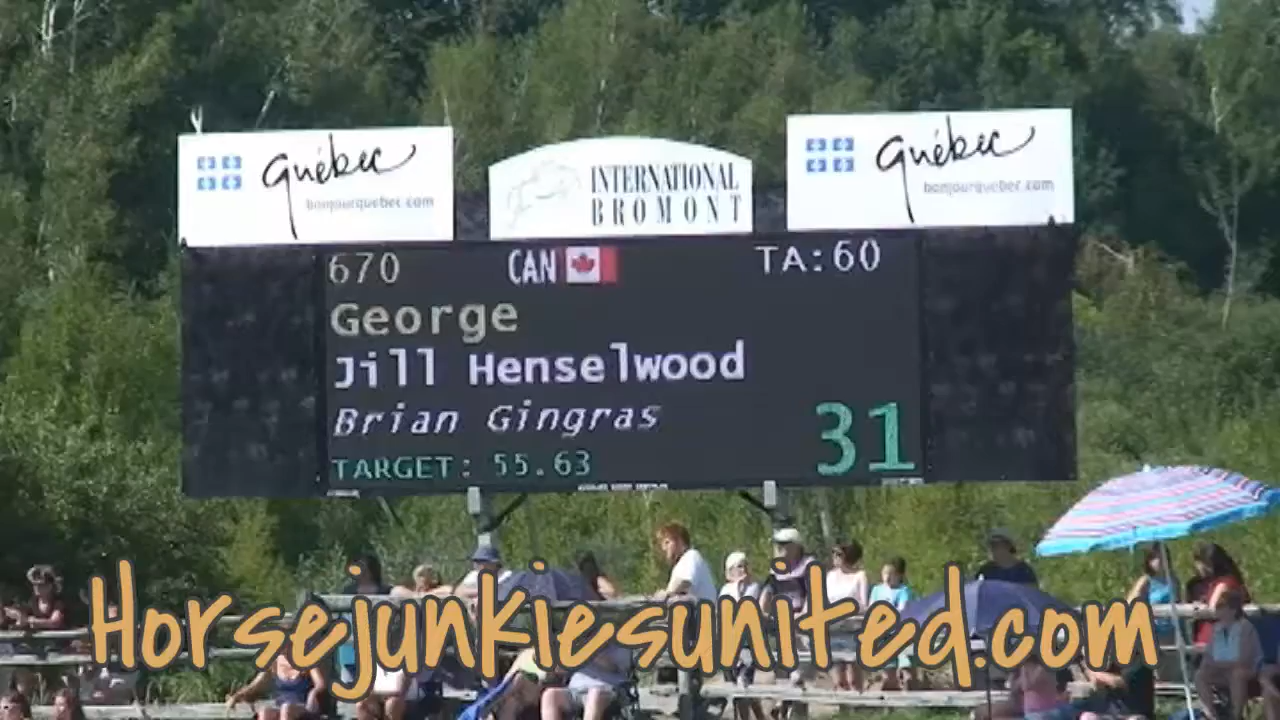 Québec
bonjourquebec.com
INTERNATIONAL
BROMONT
Québec
bonjourquebec.com
670 CAN TA:60
George
Jill Henselwood
Brian Gingras
TARGET: 55.63
31
Horsejunkiesunited.com